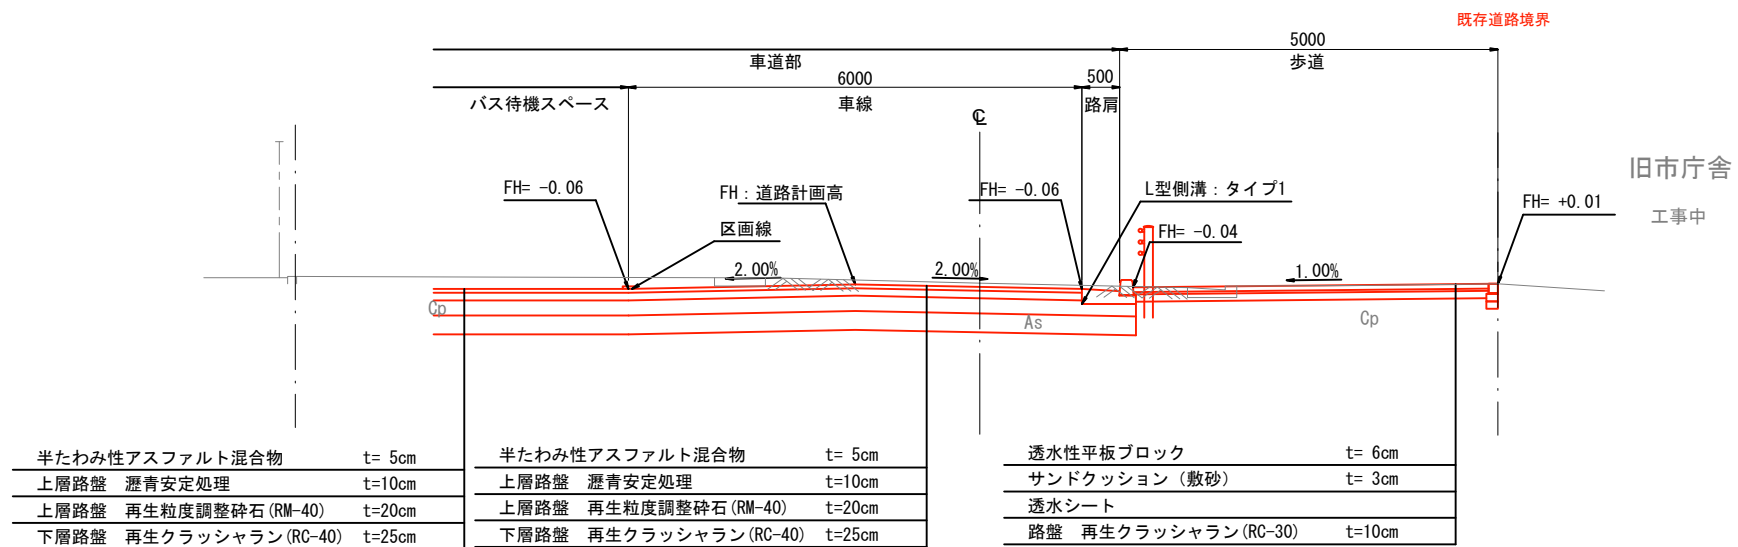 既存道路境界
5000
車道部
歩道
6000
500
バス待機スペース
車線
路肩
CL
旧市庁舎
FH= -0.06
FH：道路計画高
FH= -0.06
L型側溝：タイプ1
FH= +0.01
工事中
区画線
FH= -0.04
2.00%
2.00%
1.00%
Cp
As
Cp
半たわみ性アスファルト混合物 t= 5cm
上層路盤 瀝青安定処理 t=10cm
上層路盤 再生粒度調整砕石(RM-40) t=20cm
下層路盤 再生クラッシャラン(RC-40) t=25cm
半たわみ性アスファルト混合物 t= 5cm
上層路盤 瀝青安定処理 t=10cm
上層路盤 再生粒度調整砕石(RM-40) t=20cm
下層路盤 再生クラッシャラン(RC-40) t=25cm
透水性平板ブロック t= 6cm
サンドクッション（敷砂） t= 3cm
透水シート
路盤 再生クラッシャラン(RC-30) t=10cm